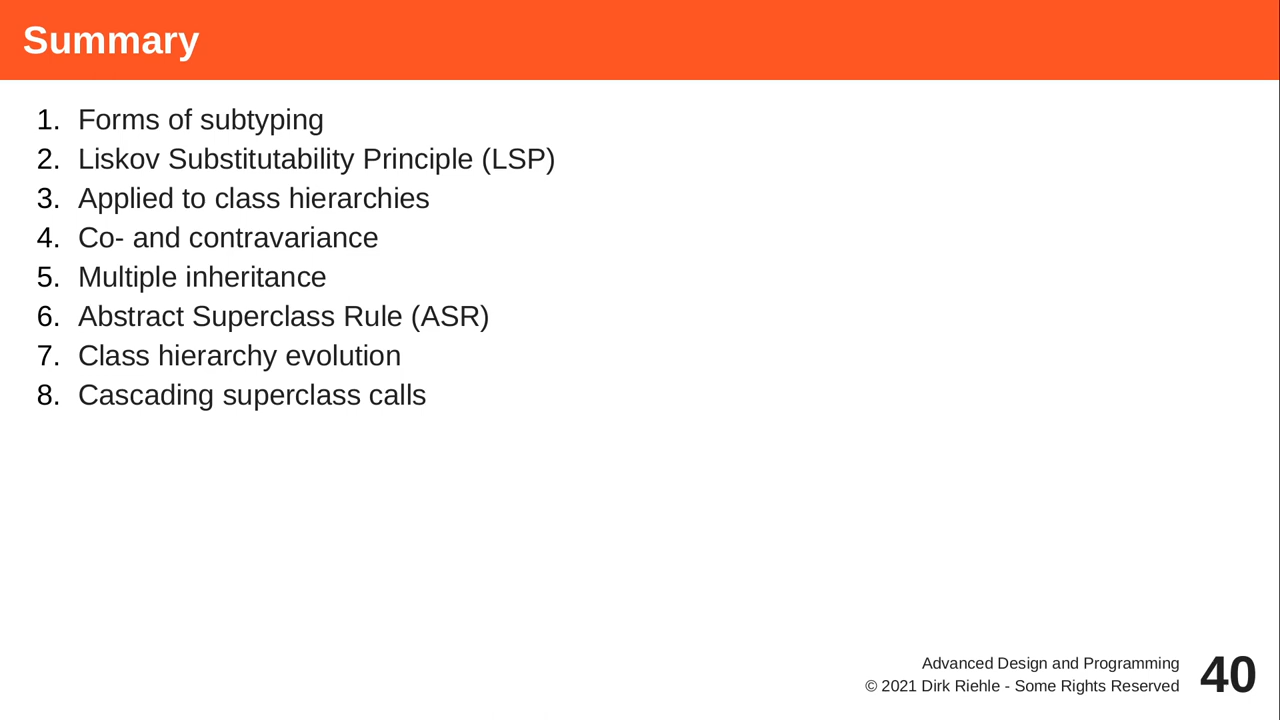 Summary
1. Forms of subtyping
2. Liskov Substitutability Principle (LSP)
3. Applied to class hierarchies
4. Co- and contravariance
5. Multiple inheritance
6. Abstract Superclass Rule (ASR)
7. Class hierarchy evolution
8. Cascading superclass calls
Advanced Design and Programming
© 2021 Dirk Riehle - Some Rights Reserved
40